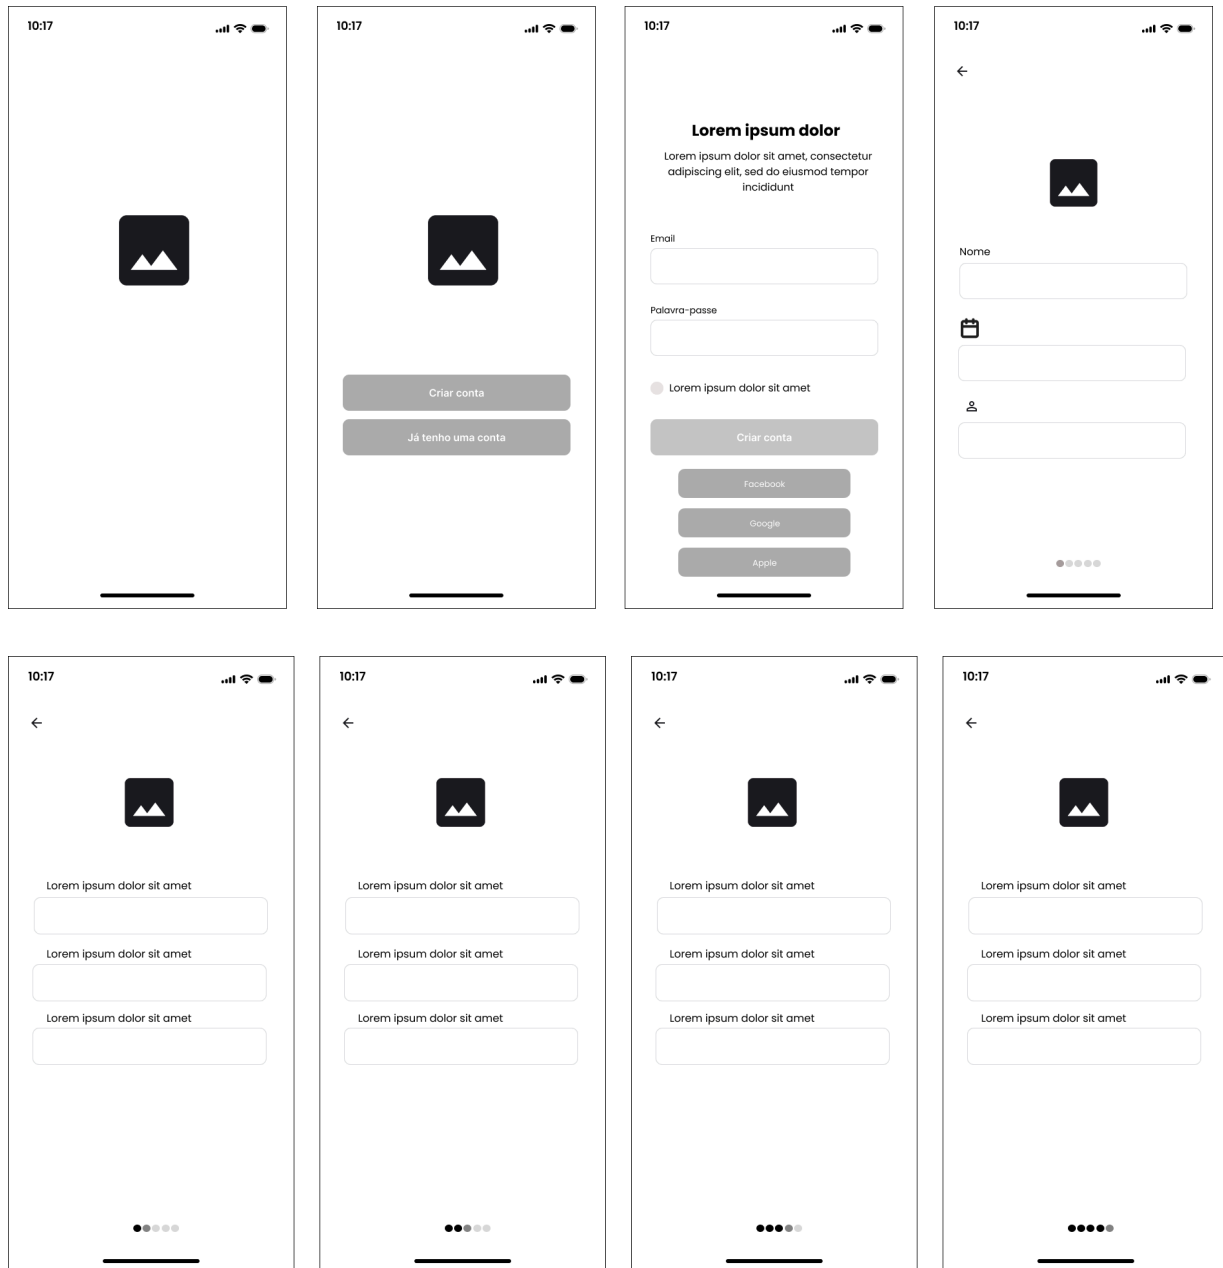 10:17
10:17
Criar conta
Já tenho uma conta
10:17
Lorem ipsum dolor
Lorem ipsum dolor sit amet, consectetur
adipiscing elit, sed do eiusmod tempor
incididunt
Email
Palavra-passe
Lorem ipsum dolor sit amet
Criar conta
Facebook
Google
Apple
10:17
Nome
10:17
Lorem ipsum dolor sit amet
Lorem ipsum dolor sit amet
Lorem ipsum dolor sit amet
10:17
Lorem ipsum dolor sit amet
Lorem ipsum dolor sit amet
Lorem ipsum dolor sit amet
10:17
Lorem ipsum dolor sit amet
Lorem ipsum dolor sit amet
Lorem ipsum dolor sit amet
10:17
Lorem ipsum dolor sit amet
Lorem ipsum dolor sit amet
Lorem ipsum dolor sit amet